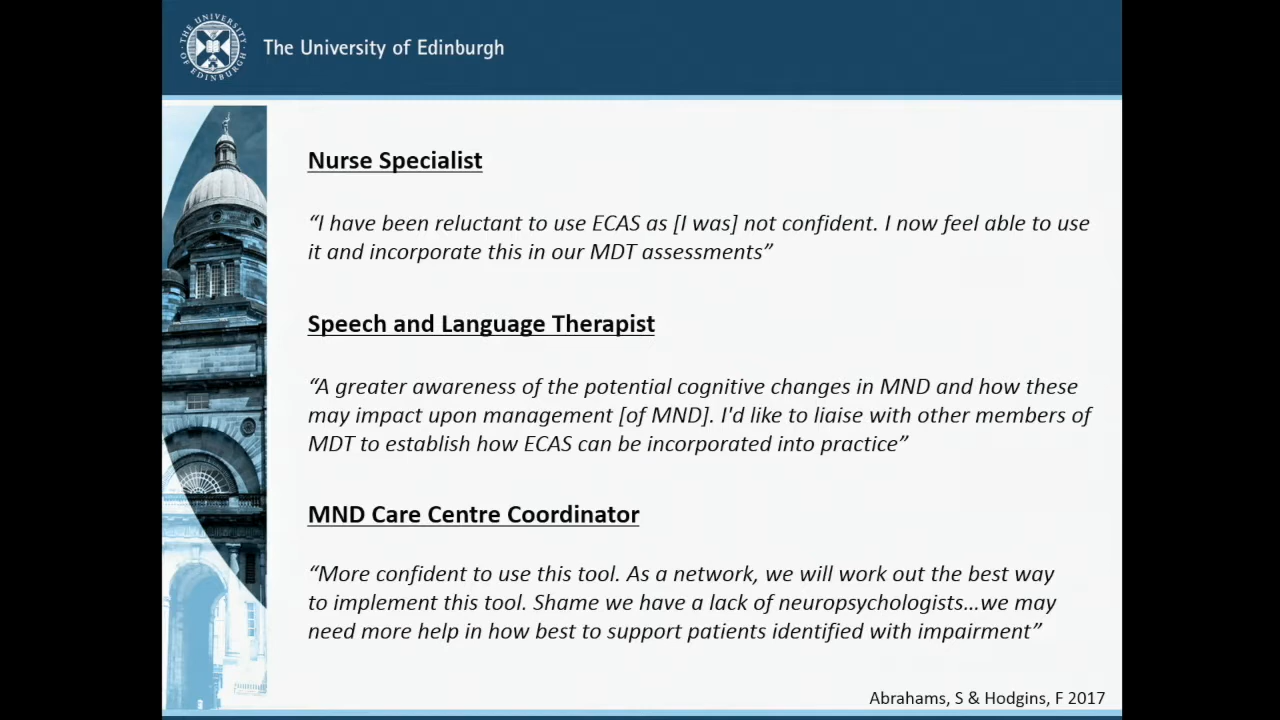 THE UNIVERSITY OF EDINBURGH
The University of Edinburgh
Nurse Specialist
“I have been reluctant to use ECAS as [I was] not confident. I now feel able to use
it and incorporate this in our MDT assessments”
Speech and Language Therapist
“A greater awareness of the potential cognitive changes in MND and how these
may impact upon management [of MND]. I'd like to liaise with other members of
MDT to establish how ECAS can be incorporated into practice”
MND Care Centre Coordinator
“More confident to use this tool. As a network, we will work out the best way
to implement this tool. Shame we have a lack of neuropsychologists…we may
need more help in how best to support patients identified with impairment”
Abrahams, S & Hodgins, F 2017